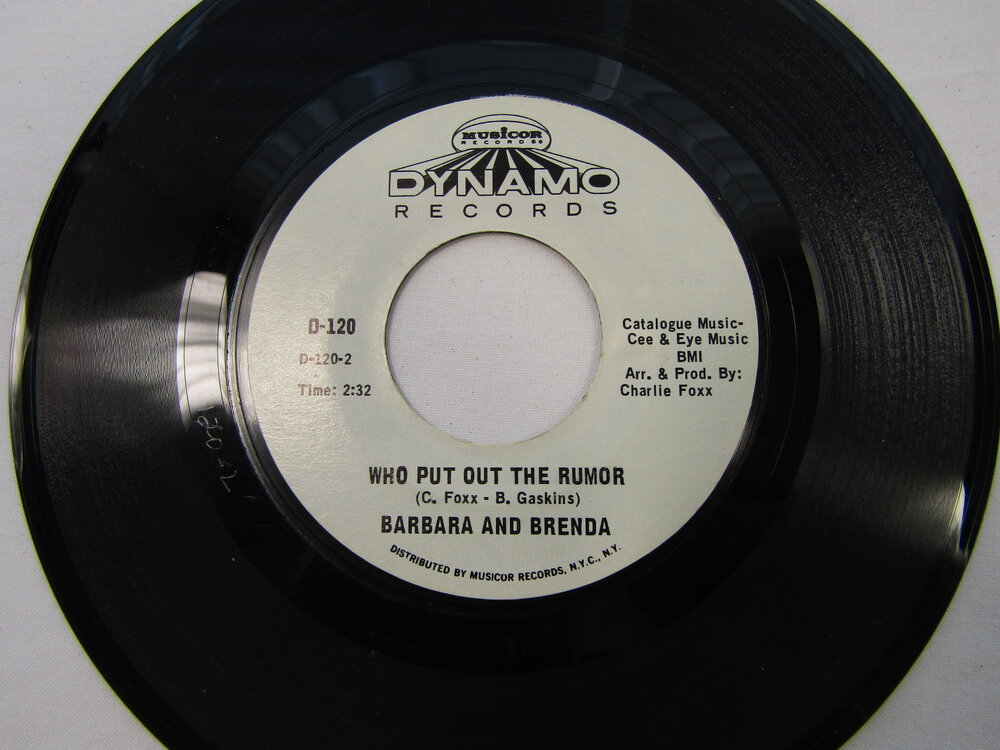 MUSICOR
RECORDS
DYNAMO
RECORDS
D-120
D-120-2
Time: 2:32
Catalogue Music-
Cee & Eye Music
BMI
Arr. & Prod. By:
Charlie Foxx
WHO PUT OUT THE RUMOR
(C. Foxx - B. Gaskins)
BARBARA AND BRENDA
DISTRIBUTED BY MUSICOR RECORDS, N.Y.C., N.Y.